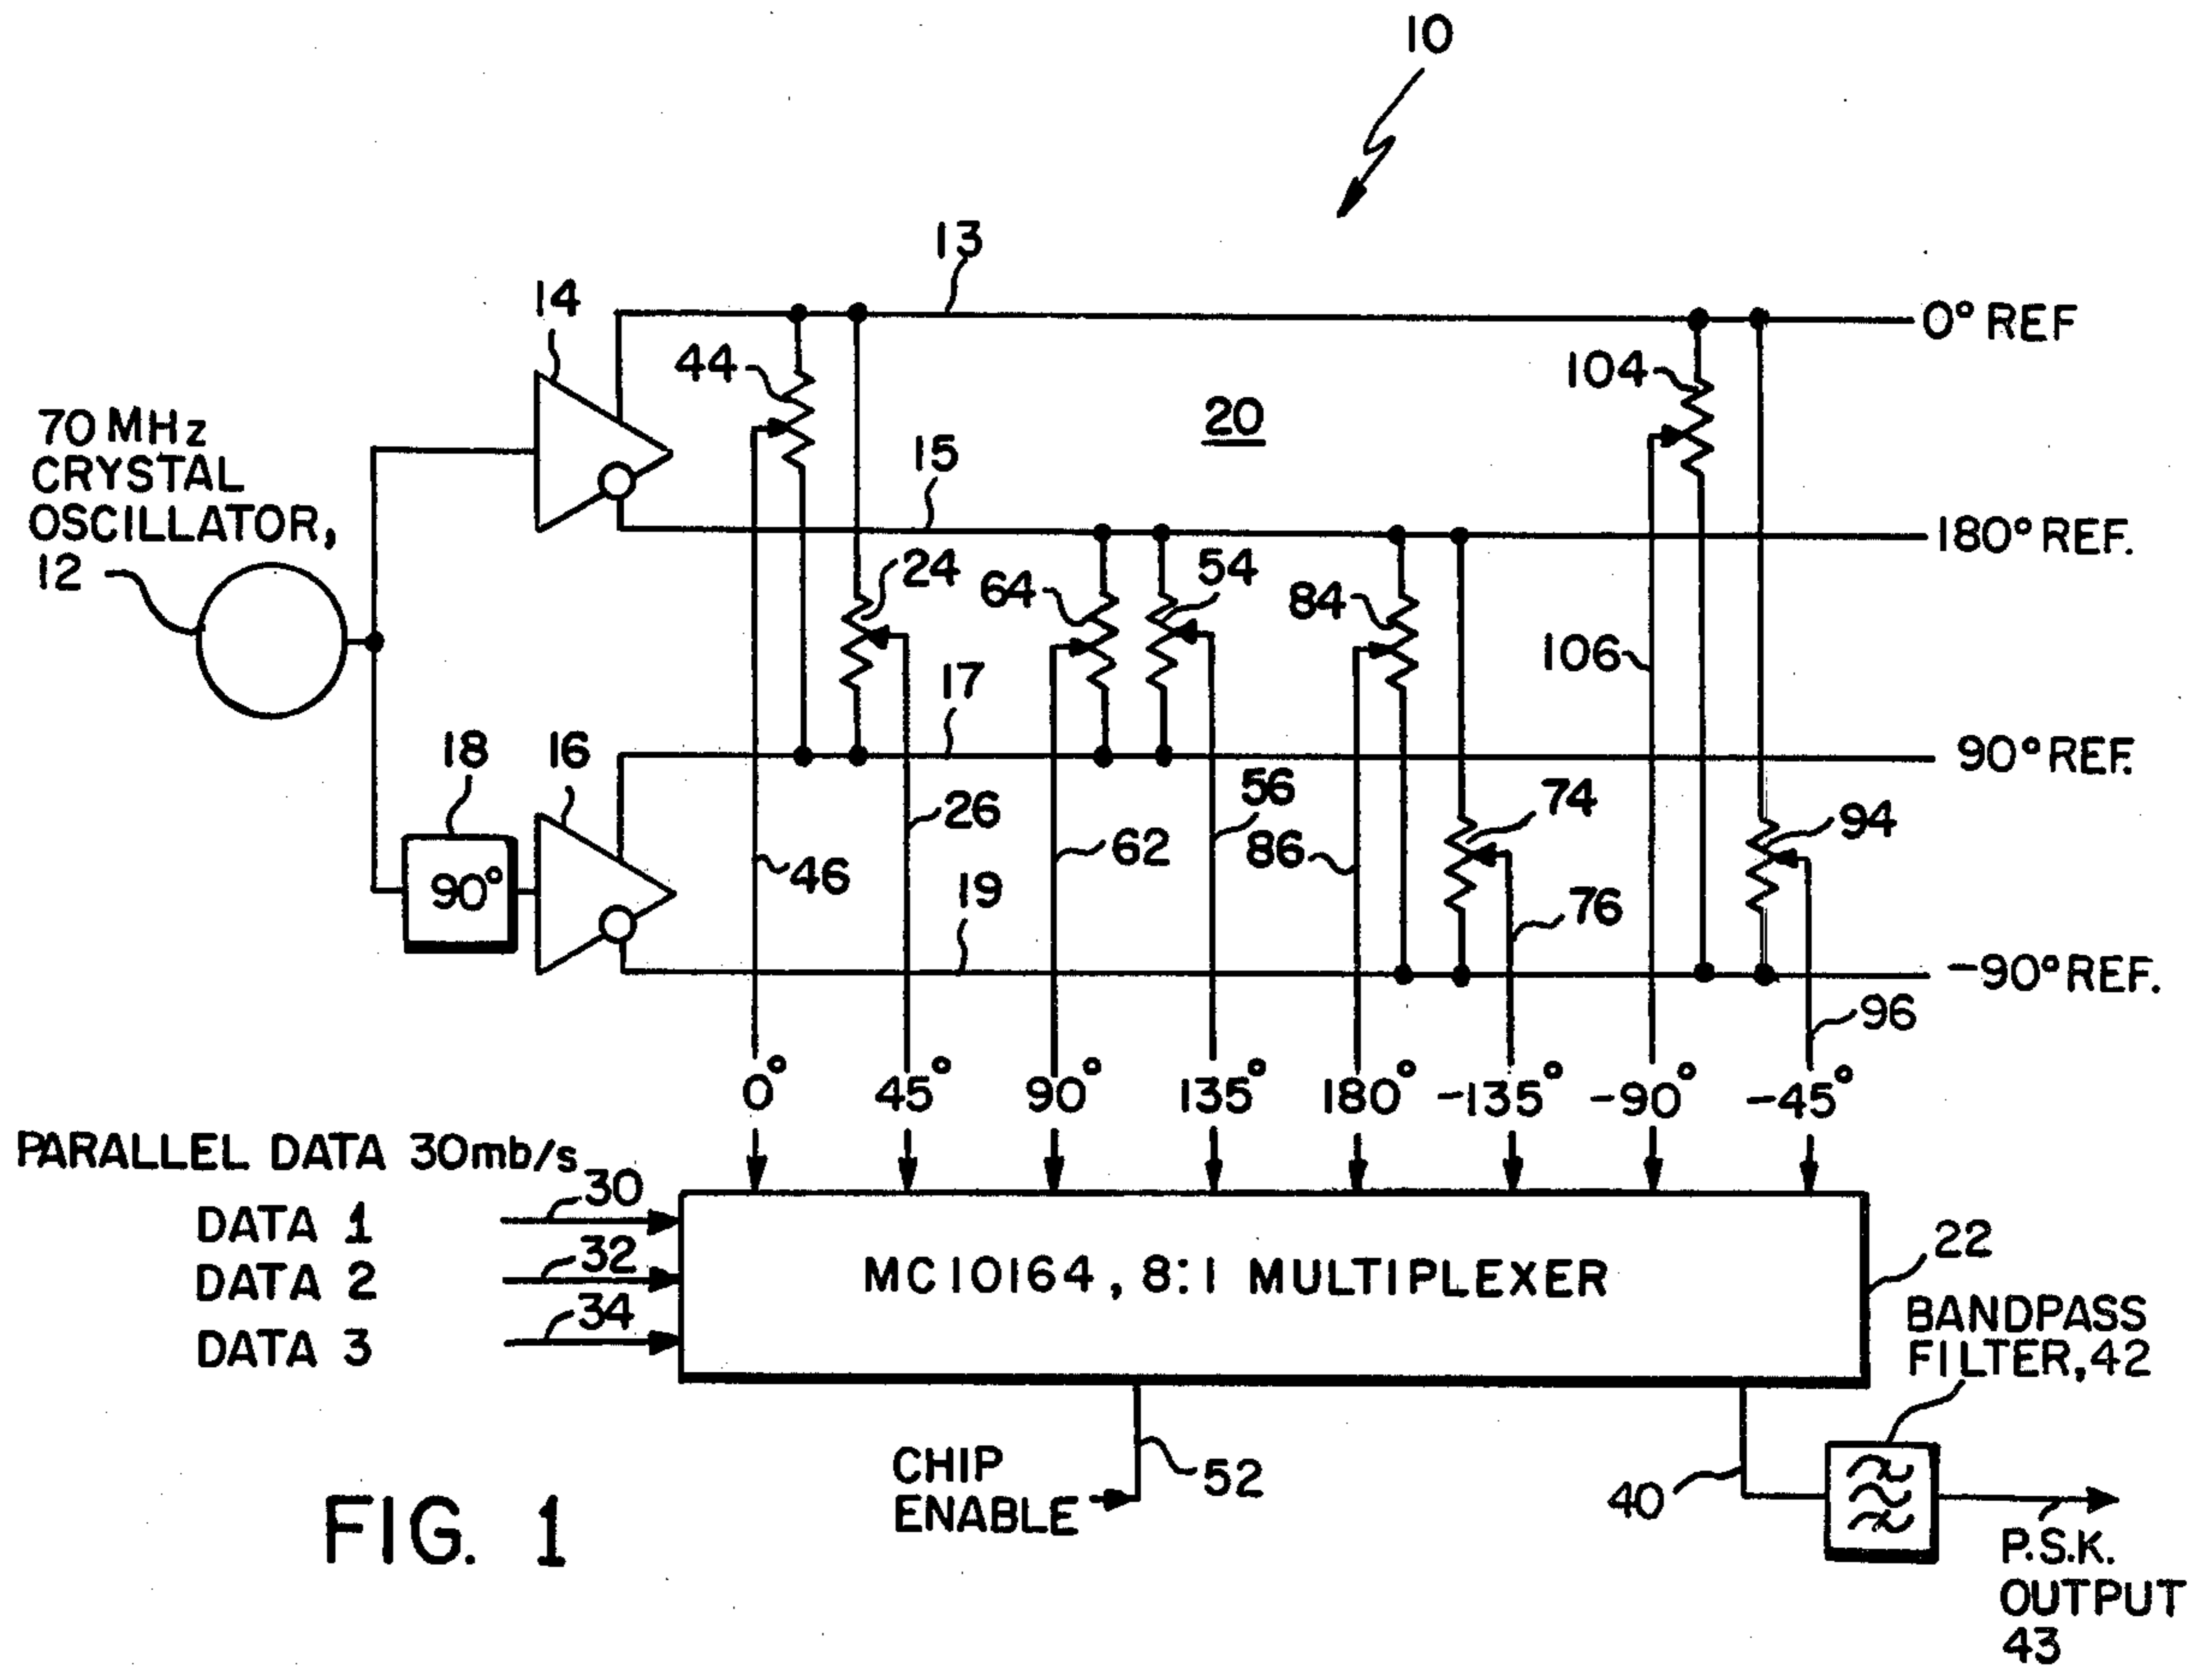 10
13
14
0° REF
44
104
20
70 MHz
CRYSTAL
OSCILLATOR,
12
15
180° REF.
24
64
54
84
106
17
90° REF.
18
16
26
56
74
94
90°
62
86
46
19
76
-90° REF.
96
0° 45° 90° 135° 180° -135° -90° -45°
PARALLEL DATA 30mb/s
30
DATA 1
32
DATA 2
34
DATA 3
MC10164, 8:1 MULTIPLEXER
22
BANDPASS
FILTER, 42
CHIP
ENABLE
52
40
FIG. 1
P.S.K.
OUTPUT
43